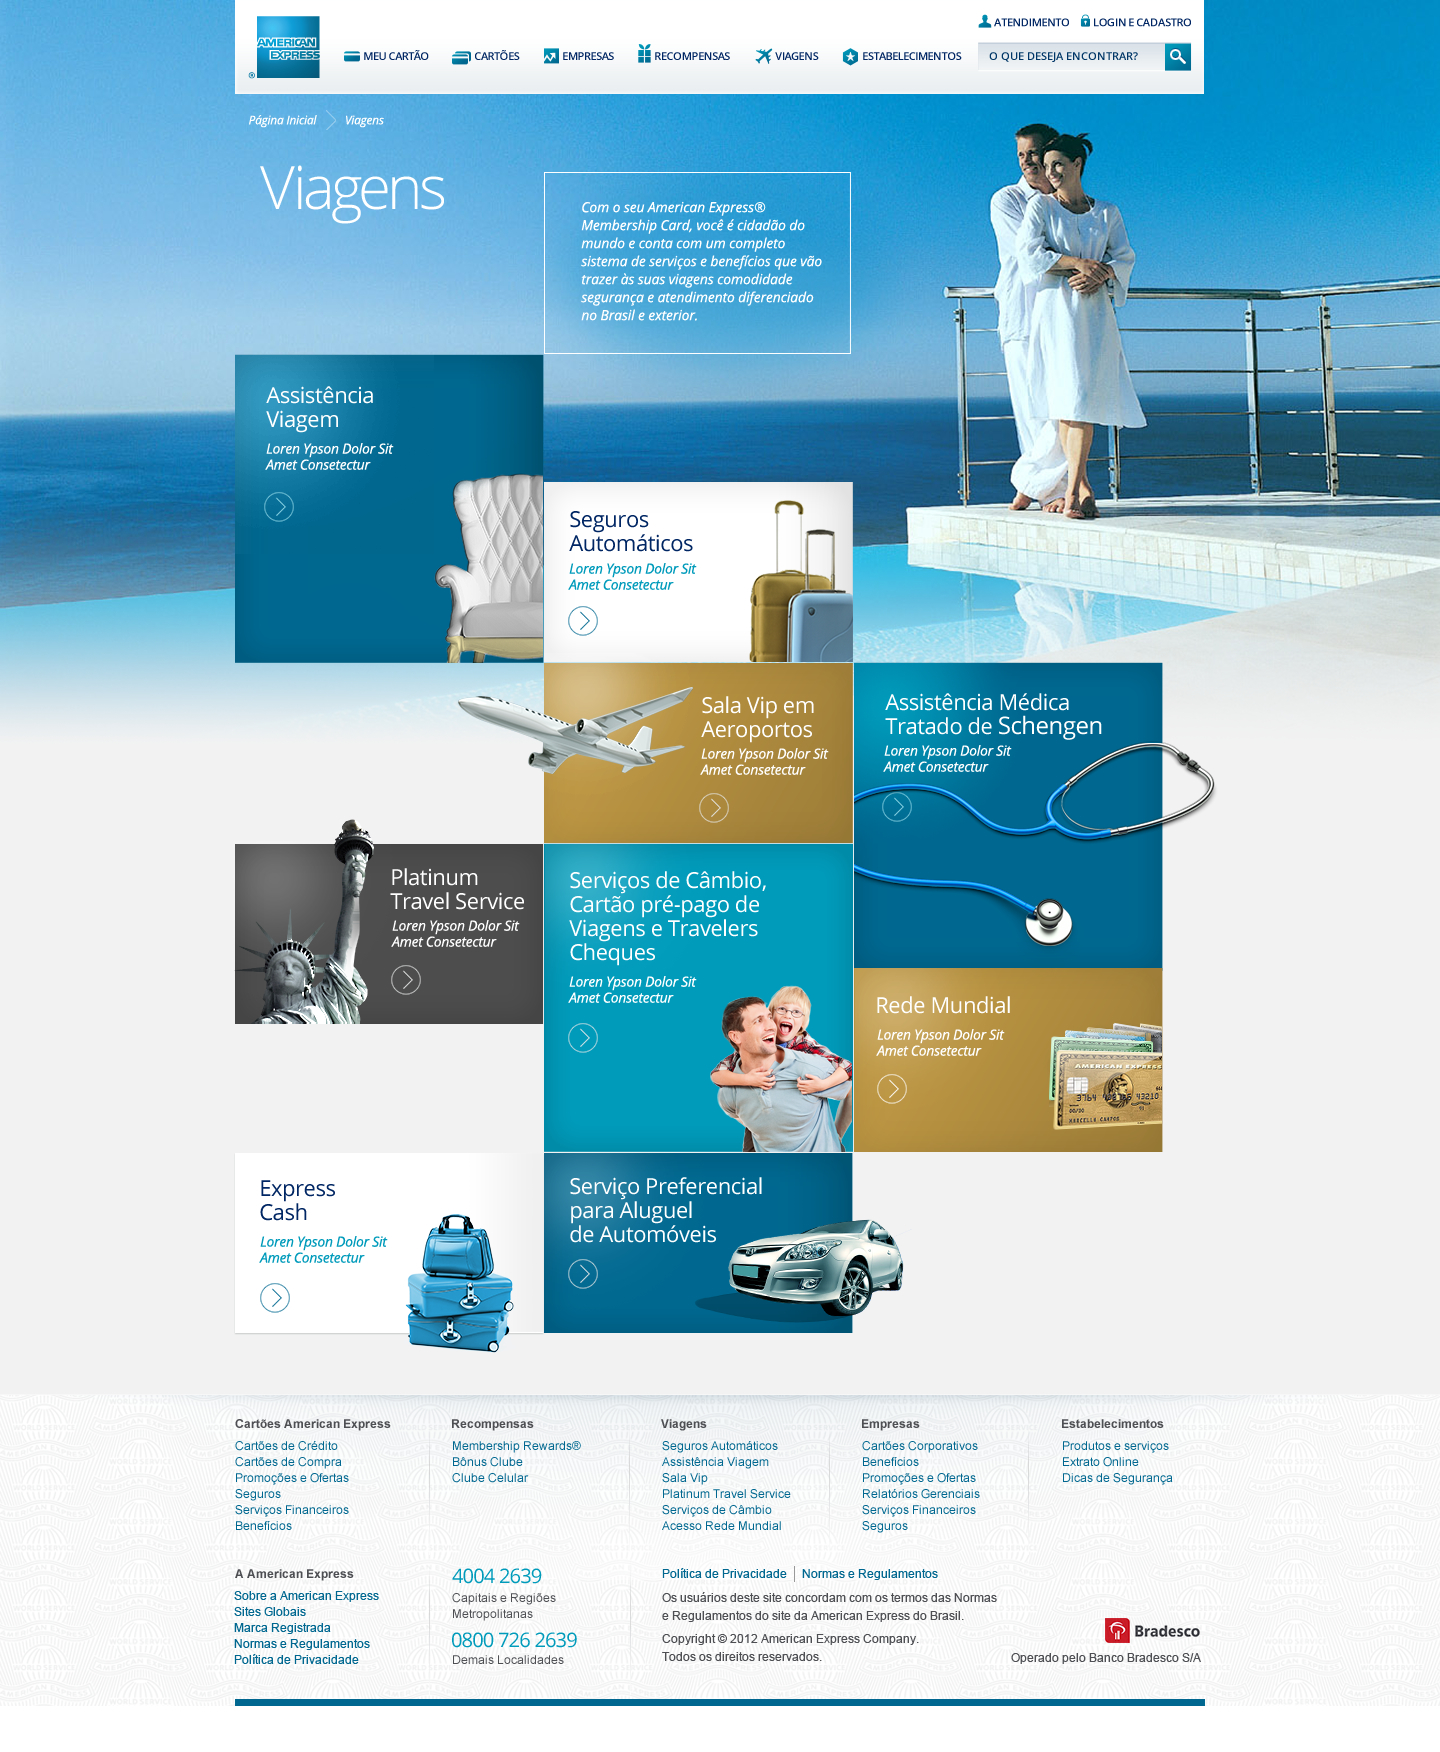 AMERICAN
EXPRESS
®
ATENDIMENTO
LOGIN E CADASTRO
MEU CARTÃO
CARTÕES
EMPRESAS
RECOMPENSAS
VIAGENS
ESTABELECIMENTOS
O QUE DESEJA ENCONTRAR?
Página Inicial
Viagens
Viagens
Com o seu American Express®
Membership Card, você é cidadão do
mundo e conta com um completo
sistema de serviços e benefícios que vão
trazer às suas viagens comodidade
segurança e atendimento diferenciado
no Brasil e exterior.
Assistência
Viagem
Loren Ypson Dolor Sit
Amet Consetectur
Seguros
Automáticos
Loren Ypson Dolor Sit
Amet Consetectur
Sala Vip em
Aeroportos
Loren Ypson Dolor Sit
Amet Consetectur
Assistência Médica
Tratado de Schengen
Loren Ypson Dolor Sit
Amet Consetectur
Platinum
Travel Service
Loren Ypson Dolor Sit
Amet Consetectur
Serviços de Câmbio,
Cartão pré-pago de
Viagens e Travelers
Cheques
Loren Ypson Dolor Sit
Amet Consetectur
Rede Mundial
Loren Ypson Dolor Sit
Amet Consetectur
AMERICAN EXPRESS
43210
00/00
MARCELLA CANTO
Express
Cash
Loren Ypson Dolor Sit
Amet Consetectur
Serviço Preferencial
para Aluguel
de Automóveis
Cartões American Express
Cartões de Crédito
Cartões de Compra
Promoções e Ofertas
Seguros
Serviços Financeiros
Benefícios
Recompensas
Membership Rewards®
Bônus Clube
Clube Celular
Viagens
Seguros Automáticos
Assistência Viagem
Sala Vip
Platinum Travel Service
Serviços de Câmbio
Acesso Rede Mundial
Empresas
Cartões Corporativos
Benefícios
Promoções e Ofertas
Relatórios Gerenciais
Serviços Financeiros
Seguros
Estabelecimentos
Produtos e serviços
Extrato Online
Dicas de Segurança
A American Express
Sobre a American Express
Sites Globais
Marca Registrada
Normas e Regulamentos
Política de Privacidade
4004 2639
Capitais e Regiões
Metropolitanas
0800 726 2639
Demais Localidades
Política de Privacidade
Normas e Regulamentos
Os usuários deste site concordam com os termos das Normas
e Regulamentos do site da American Express do Brasil.
Copyright © 2012 American Express Company.
Todos os direitos reservados.
Bradesco
Operado pelo Banco Bradesco S/A